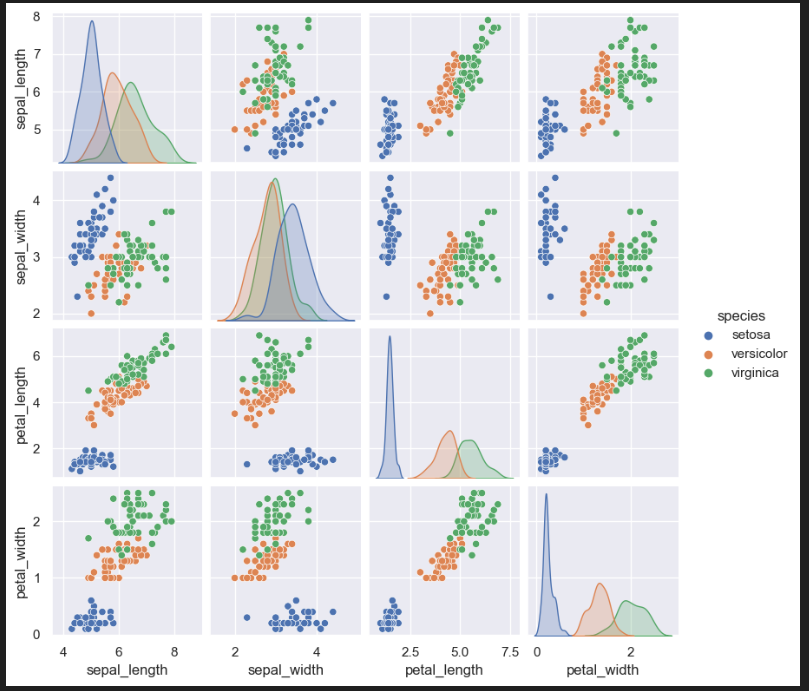 8
7
6
5
sepal_length
4
3
2
sepal_width
6
4
2
petal_length
2
1
0
petal_width
4 6 8
sepal_length
2 4
sepal_width
2.5 5.0 7.5
petal_length
0 2
petal_width
species
setosa
versicolor
virginica